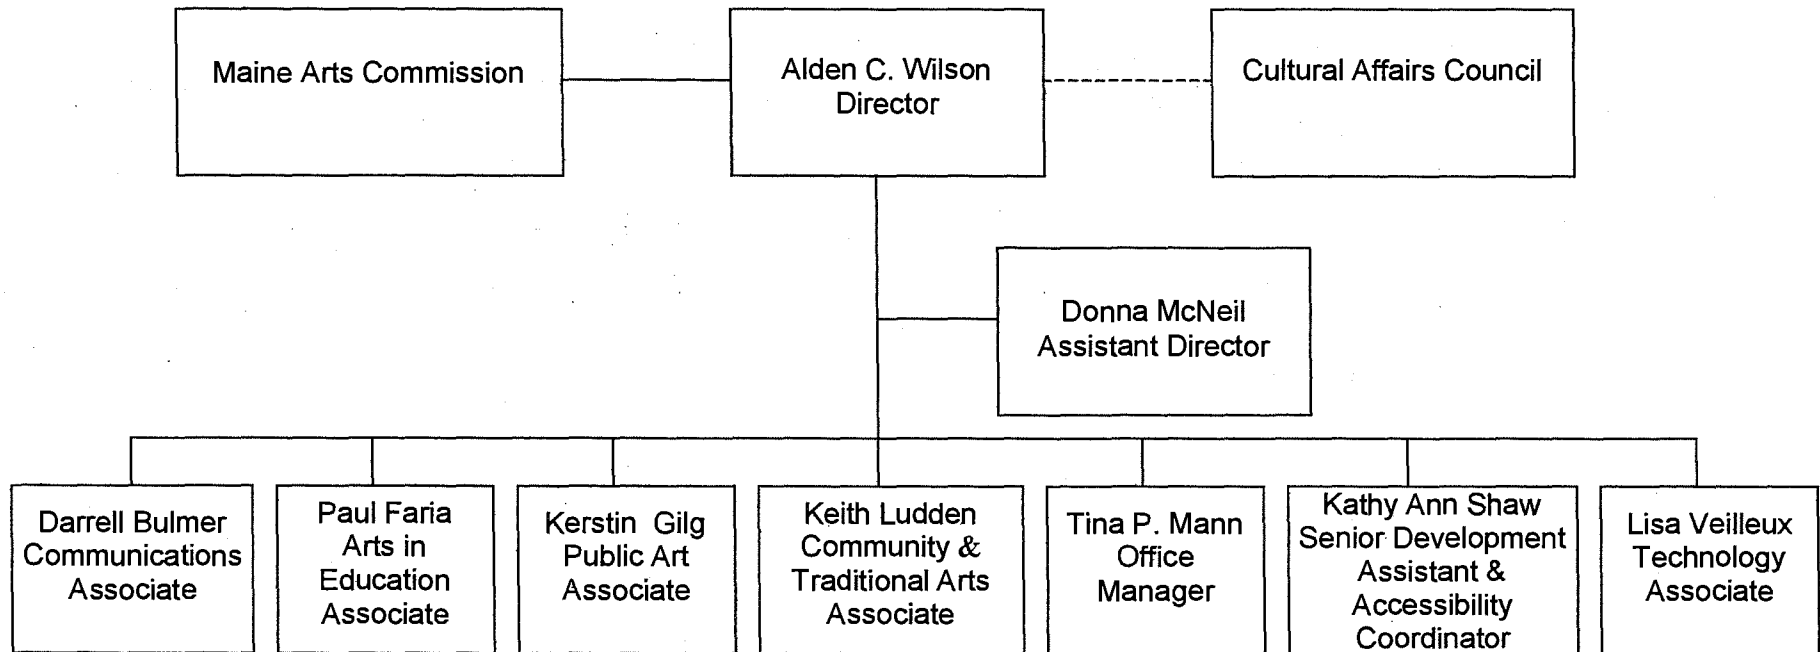 Maine Arts Commission
Alden C. Wilson
Director
Cultural Affairs Council
Donna McNeil
Assistant Director
Darrell Bulmer
Communications
Associate
Paul Faria
Arts in
Education
Associate
Kerstin Gilg
Public Art
Associate
Keith Ludden
Community &
Traditional Arts
Associate
Tina P. Mann
Office
Manager
Kathy Ann Shaw
Senior Development
Assistant &
Accessibility
Coordinator
Lisa Veilleux
Technology
Associate